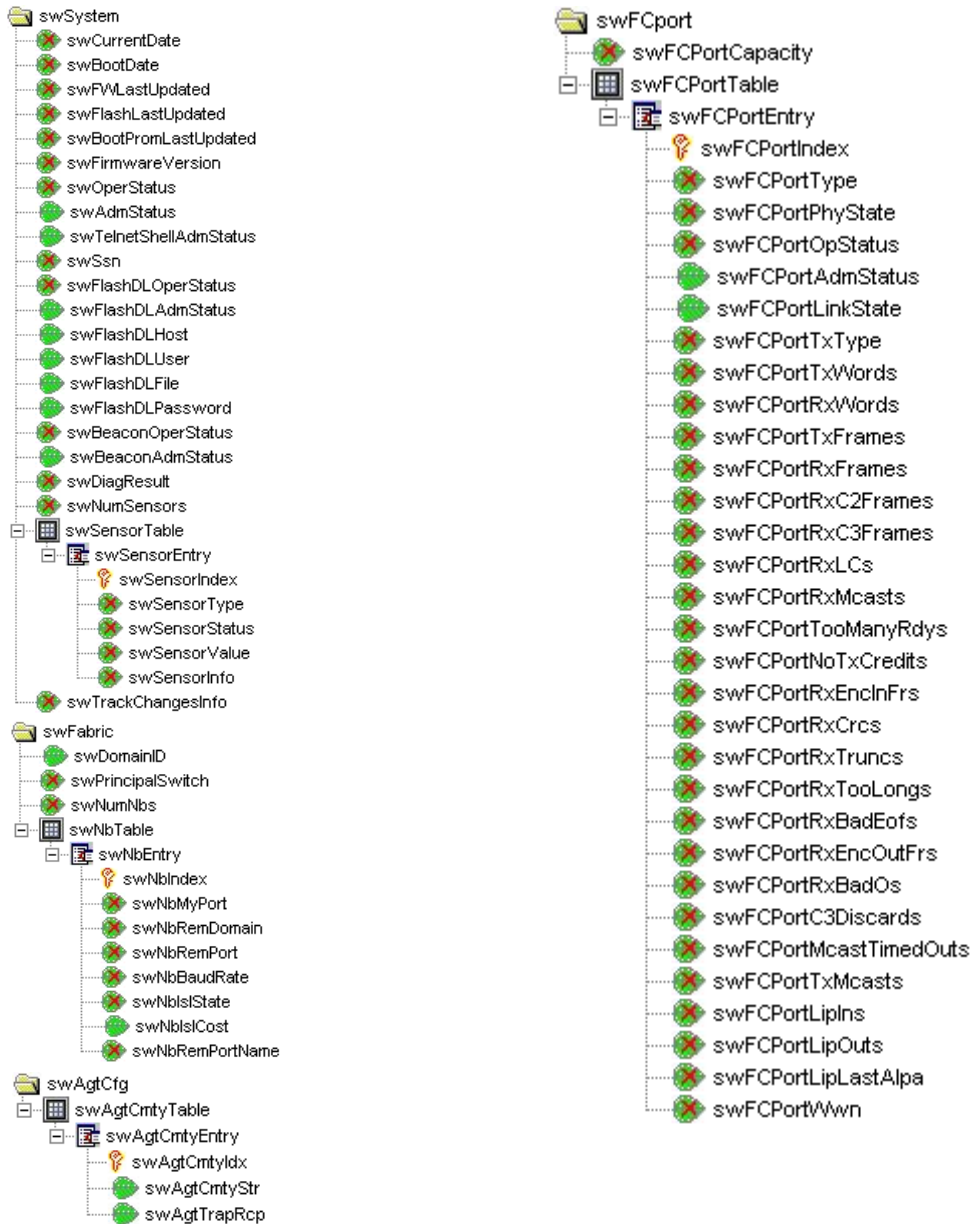 swSystem
swCurrentDate
swBootDate
swFWLastUpdated
swFlashLastUpdated
swBootPromLastUpdated
swFirmwareVersion
swOperStatus
swAdmStatus
swTelnetShellAdmStatus
swSsn
swFlashDLOperStatus
swFlashDLAdmStatus
swFlashDLHost
swFlashDLUser
swFlashDLFile
swFlashDLPassword
swBeaconOperStatus
swBeaconAdmStatus
swDiagResult
swNumSensors
swSensorTable
swSensorEntry
swSensorIndex
swSensorType
swSensorStatus
swSensorValue
swSensorInfo
swTrackChangesInfo
swFabric
swDomainID
swPrincipalSwitch
swNumNbs
swNbTable
swNbEntry
swNbIndex
swNbMyPort
swNbRemDomain
swNbRemPort
swNbBaudRate
swNbIslState
swNbIslCost
swNbRemPortName
swAgtCfg
swAgtCmtyTable
swAgtCmtyEntry
swAgtCmtyIdx
swAgtCmtyStr
swAgtTrapRcp
swFCport
swFCPortCapacity
swFCPortTable
swFCPortEntry
swFCPortIndex
swFCPortType
swFCPortPhyState
swFCPortOpStatus
swFCPortAdmStatus
swFCPortLinkState
swFCPortTxType
swFCPortTxWords
swFCPortRxWords
swFCPortTxFrames
swFCPortRxFrames
swFCPortRxC2Frames
swFCPortRxC3Frames
swFCPortRxLCs
swFCPortRxMcasts
swFCPortTooManyRdys
swFCPortNoTxCredits
swFCPortRxEncInFrs
swFCPortRxCrcs
swFCPortRxTruncs
swFCPortRxTooLongs
swFCPortRxBadEofs
swFCPortRxEncOutFrs
swFCPortRxBadOs
swFCPortC3Discards
swFCPortMcastTimedOuts
swFCPortTxMcasts
swFCPortLipIns
swFCPortLipOuts
swFCPortLipLastAlpa
swFCPortWwn